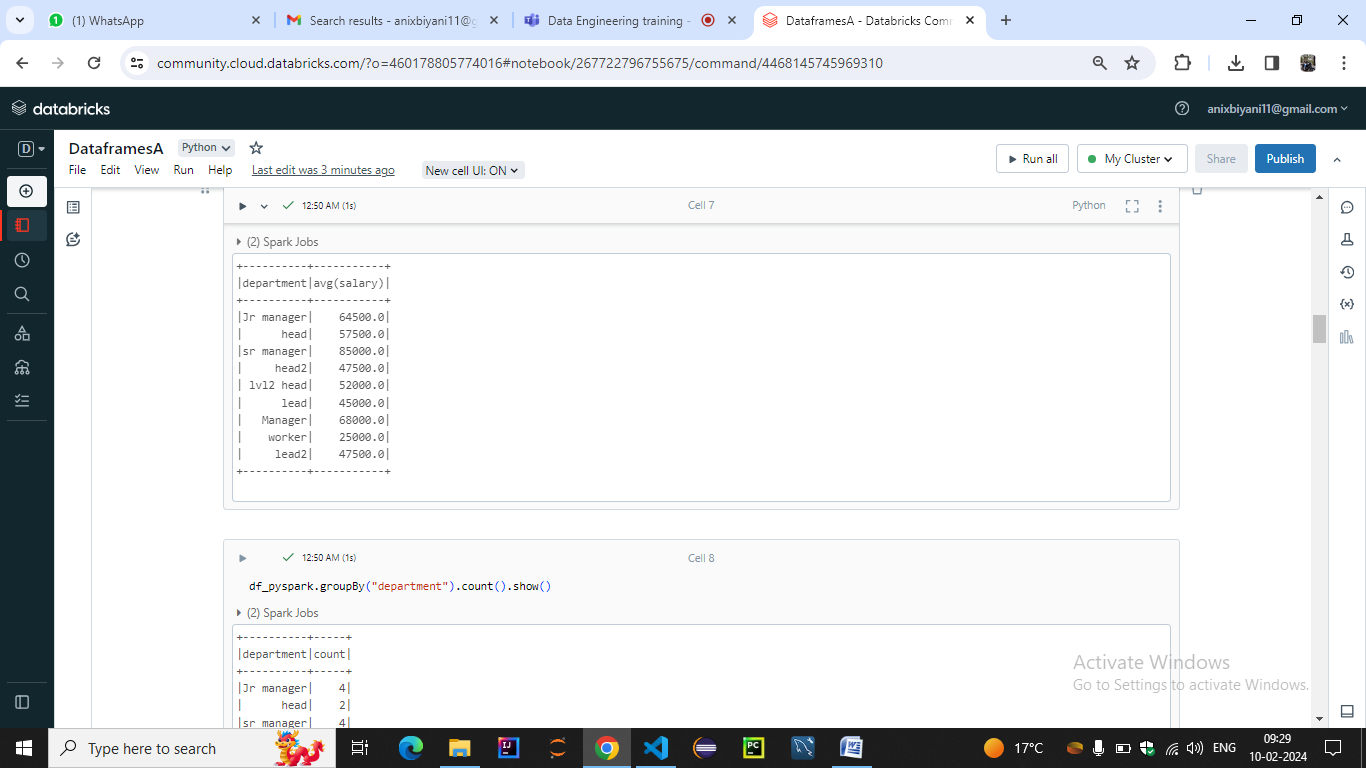 (1) WhatsApp
Search results - anixbiyani11@g
Data Engineering training -
DataframesA - Databricks Com
community.cloud.databricks.com/?o=460178805774016#notebook/267722796755675/command/4468145745969310
databricks
anixbiyani11@gmail.com
D
DataframesA
Python
File Edit View Run Help
Last edit was 3 minutes ago
New cell UI: ON
Run all
My Cluster
Share
Publish
12:50 AM (1s)
Cell 7
Python
(2) Spark Jobs
+----------+-----------+
|department|avg(salary)|
+----------+-----------+
|Jr manager|    64500.0|
|      head|    57500.0|
|sr manager|    85000.0|
|     head2|    47500.0|
| lvl2 head|    52000.0|
|      lead|    45000.0|
|   Manager|    68000.0|
|    worker|    25000.0|
|     lead2|    47500.0|
+----------+-----------+
12:50 AM (1s)
Cell 8
df_pyspark.groupBy("department").count().show()
(2) Spark Jobs
+----------+-----+
|department|count|
+----------+-----+
|Jr manager|    4|
|      head|    2|
|sr manager|    4|
Activate Windows
Go to Settings to activate Windows.
Type here to search
17°C
ENG
09:29
10-02-2024